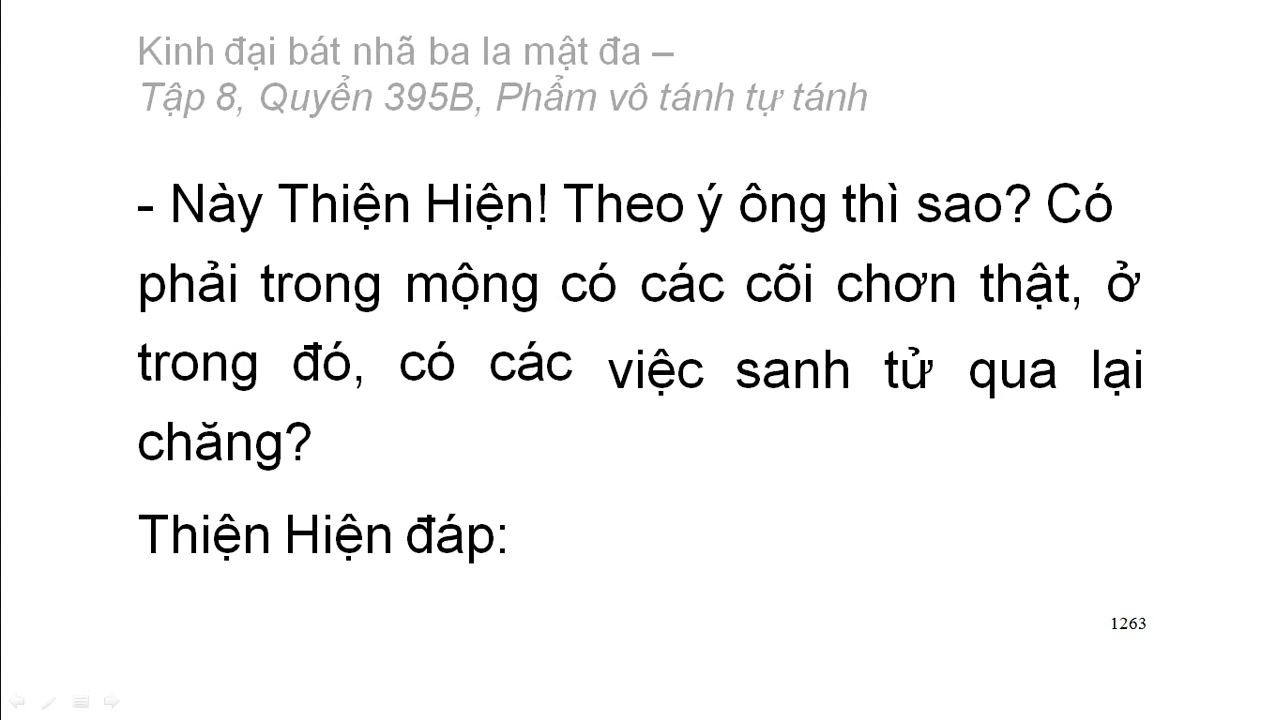 Kinh đại bát nhã ba la mật đa –
Tập 8, Quyển 395B, Phẩm vô tánh tự tánh
- Này Thiện Hiện! Theo ý ông thì sao? Có
phải trong mộng có các cõi chơn thật, ở
trong đó, có các việc sanh tử qua lại
chăng?
Thiện Hiện đáp:
1263